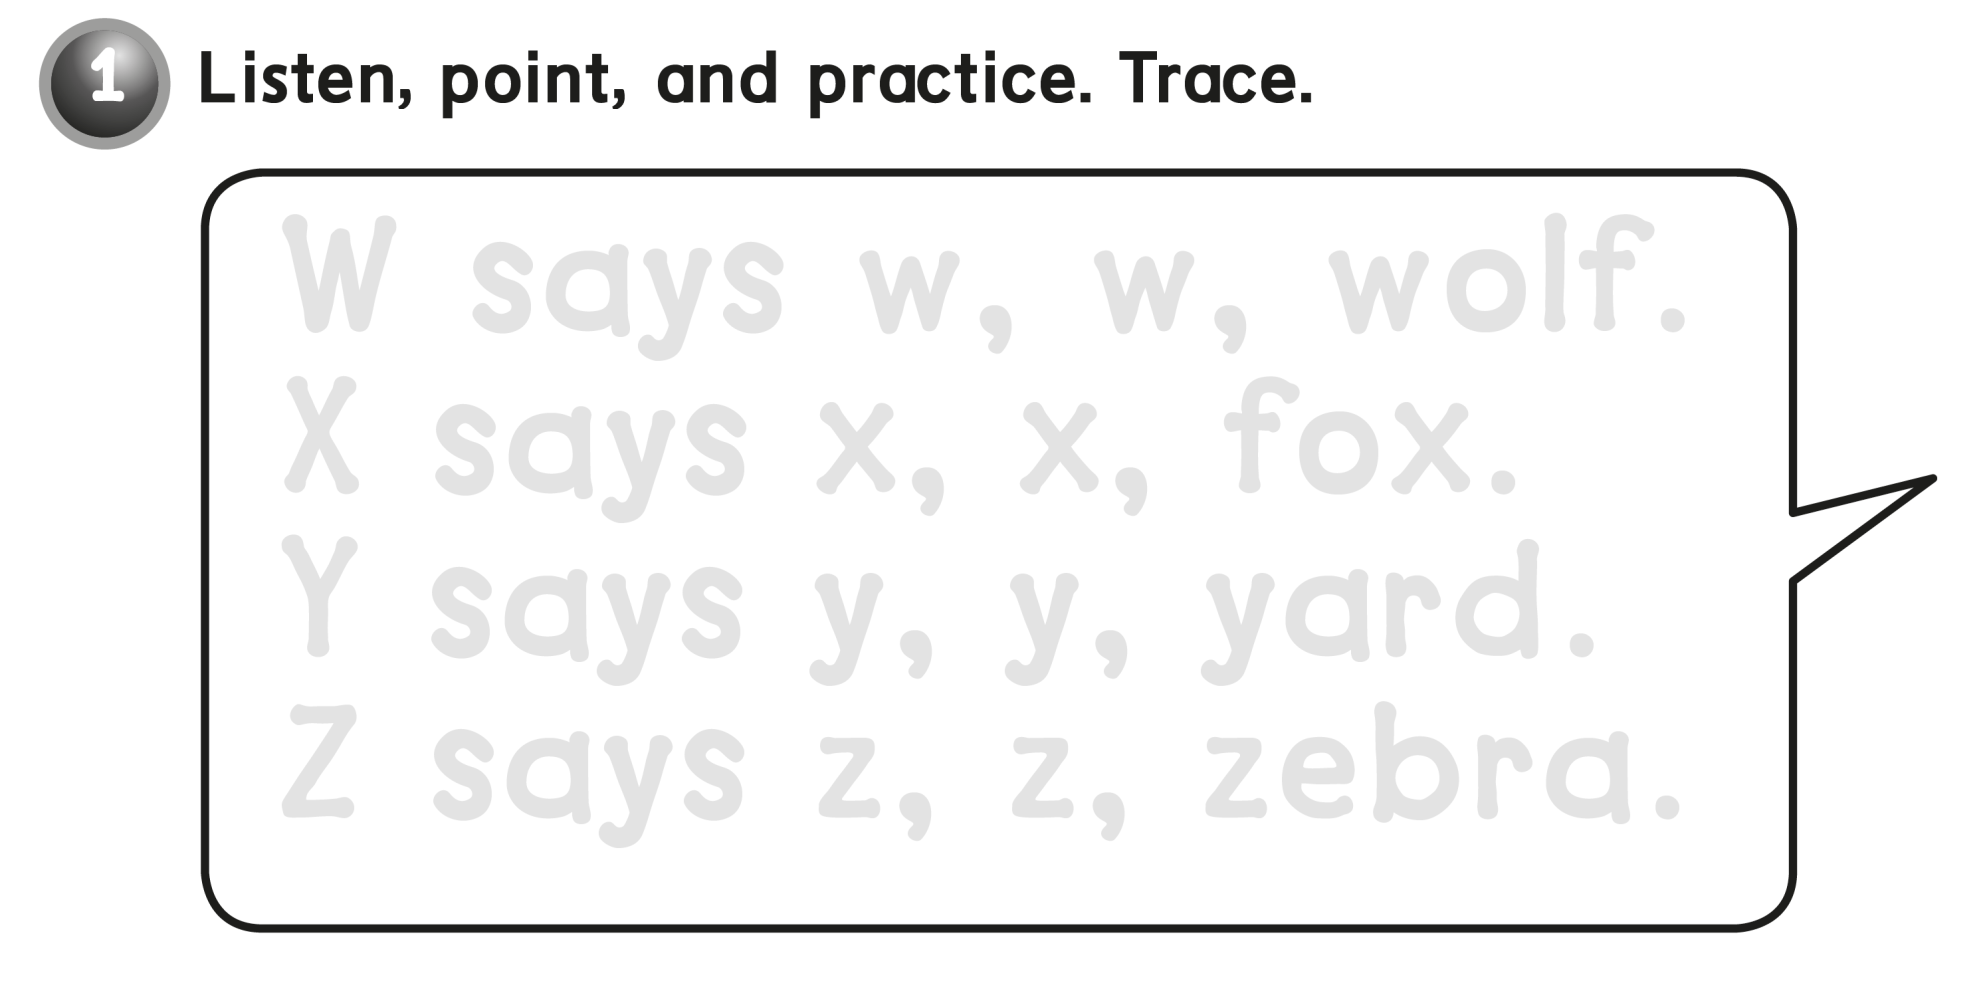 1 Listen, point, and practice. Trace.
W says w, w, wolf.
X says x, x, fox.
Y says y, y, yard.
Z says z, z, zebra.